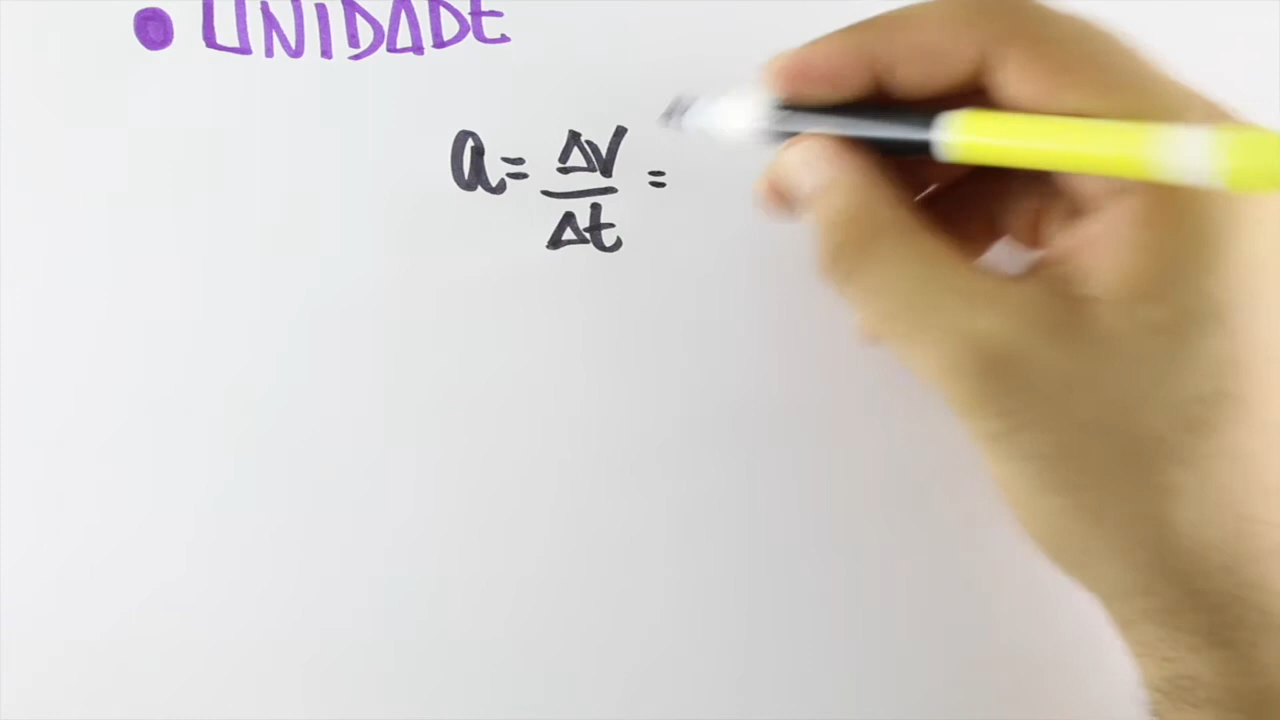 • UNIDADE
a = ΔV/Δt =